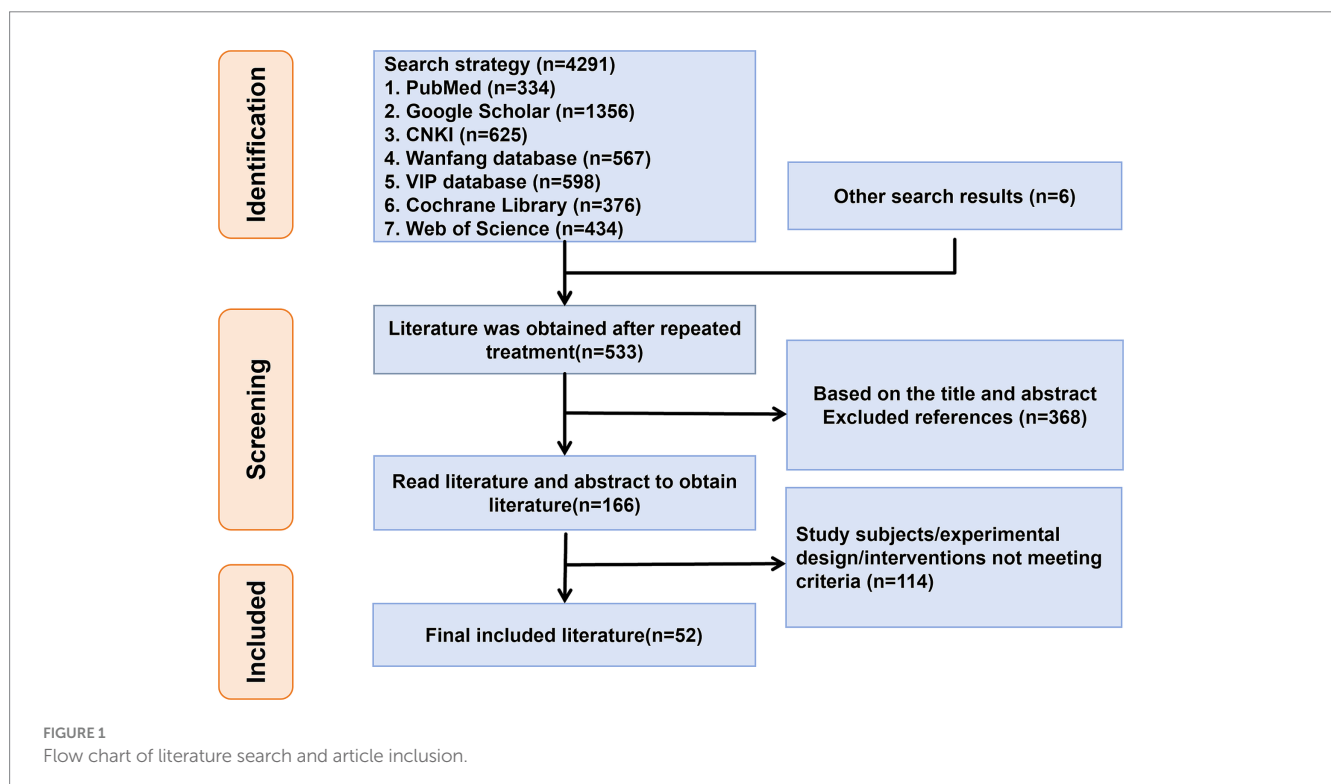 Identification
Search strategy (n=4291)
1. PubMed (n=334)
2. Google Scholar (n=1356)
3. CNKI (n=625)
4. Wanfang database (n=567)
5. VIP database (n=598)
6. Cochrane Library (n=376)
7. Web of Science (n=434)
Other search results (n=6)
Screening
Literature was obtained after repeated
treatment(n=533)
Based on the title and abstract
Excluded references (n=368)
Read literature and abstract to obtain
literature(n=166)
Study subjects/experimental
design/interventions not meeting
criteria (n=114)
Included
Final included literature(n=52)
FIGURE 1
Flow chart of literature search and article inclusion.